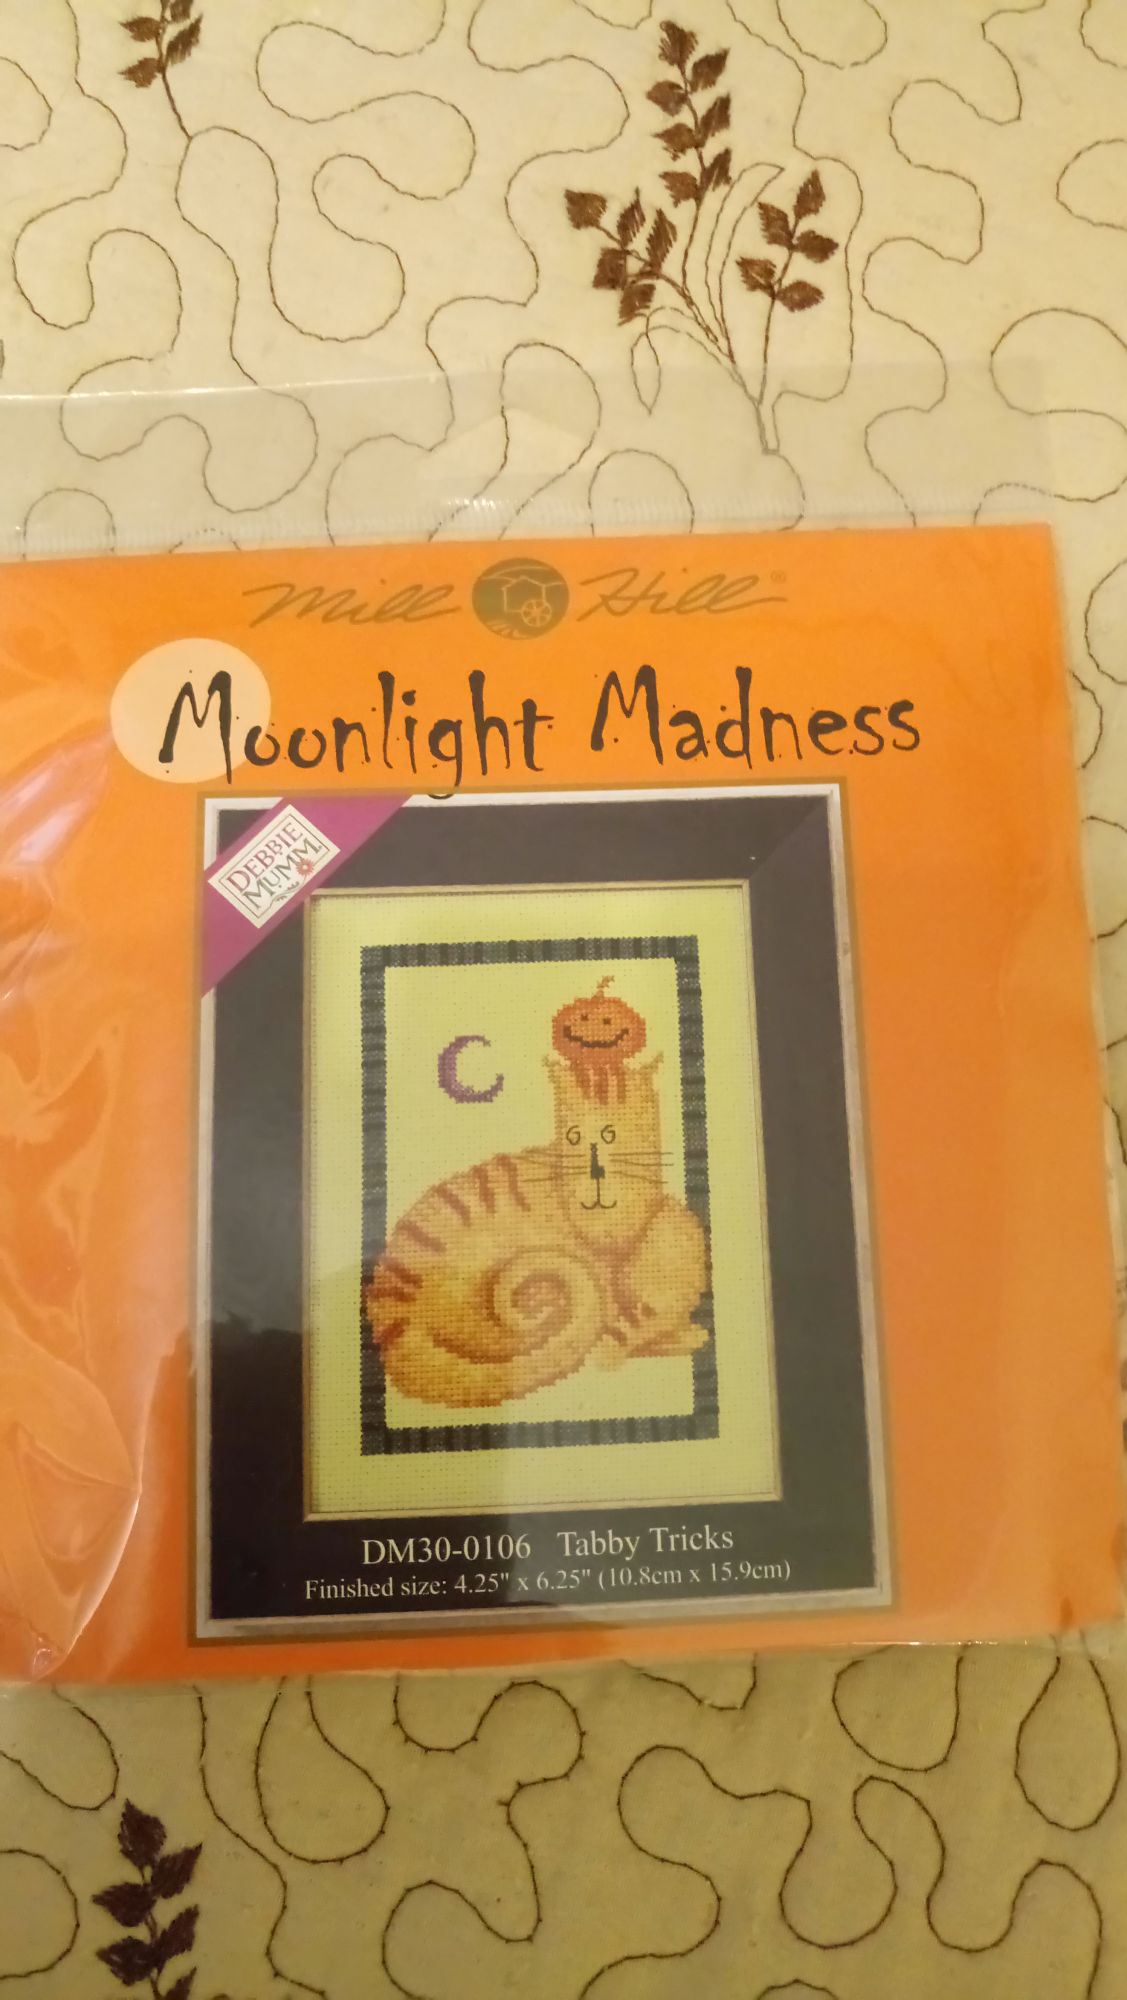 Mill Hill®
Moonlight Madness
DEBBIE
MUMM
DM30-0106 Tabby Tricks
Finished size: 4.25" x 6.25" (10.8cm x 15.9cm)